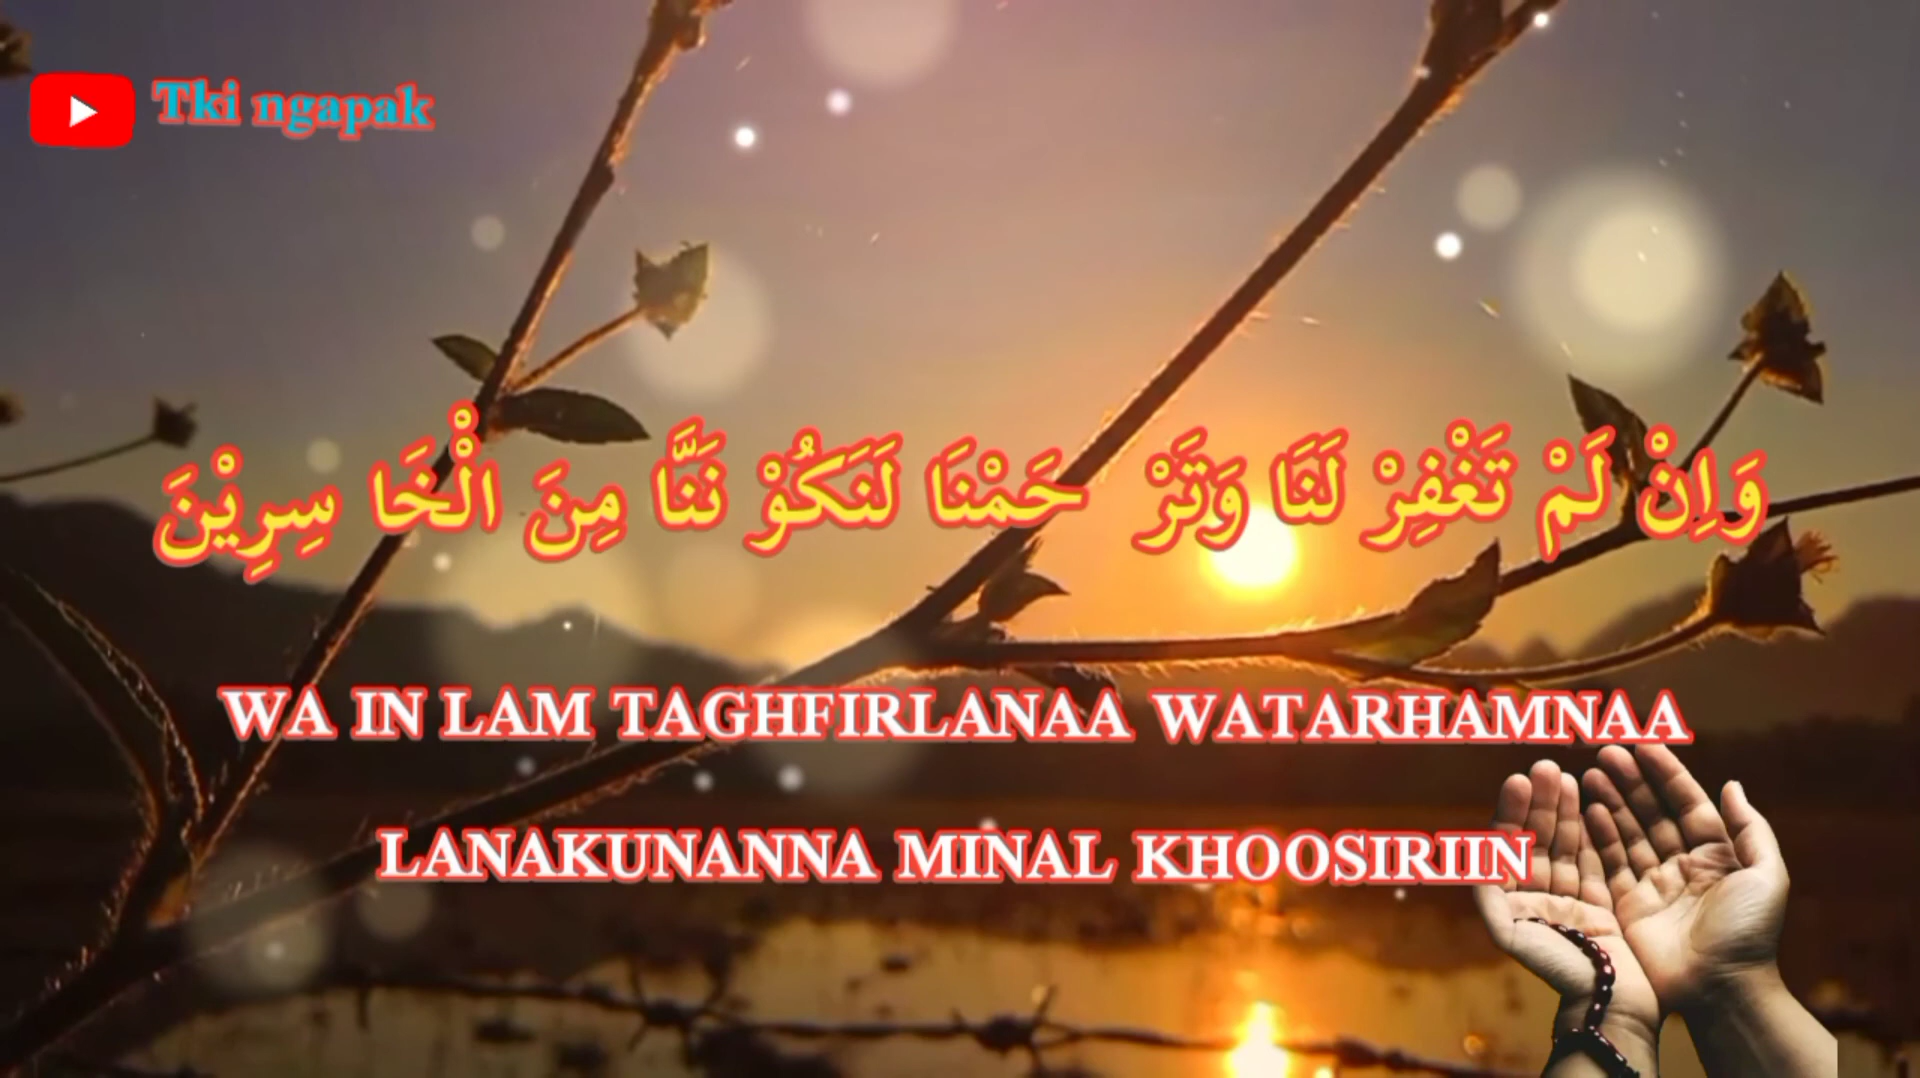 Tki ngapak
وَاِنْ لَمْ تَغْفِرْ لَنَا وَتَرْ حَمْنَا لَنَكُوْ نَنَّا مِنَ الْخَا سِرِيْنَ
WA IN LAM TAGHFIRLANAA WATARHAMNAA
LANAKUNANNA MINAL KHOOSIRIIN